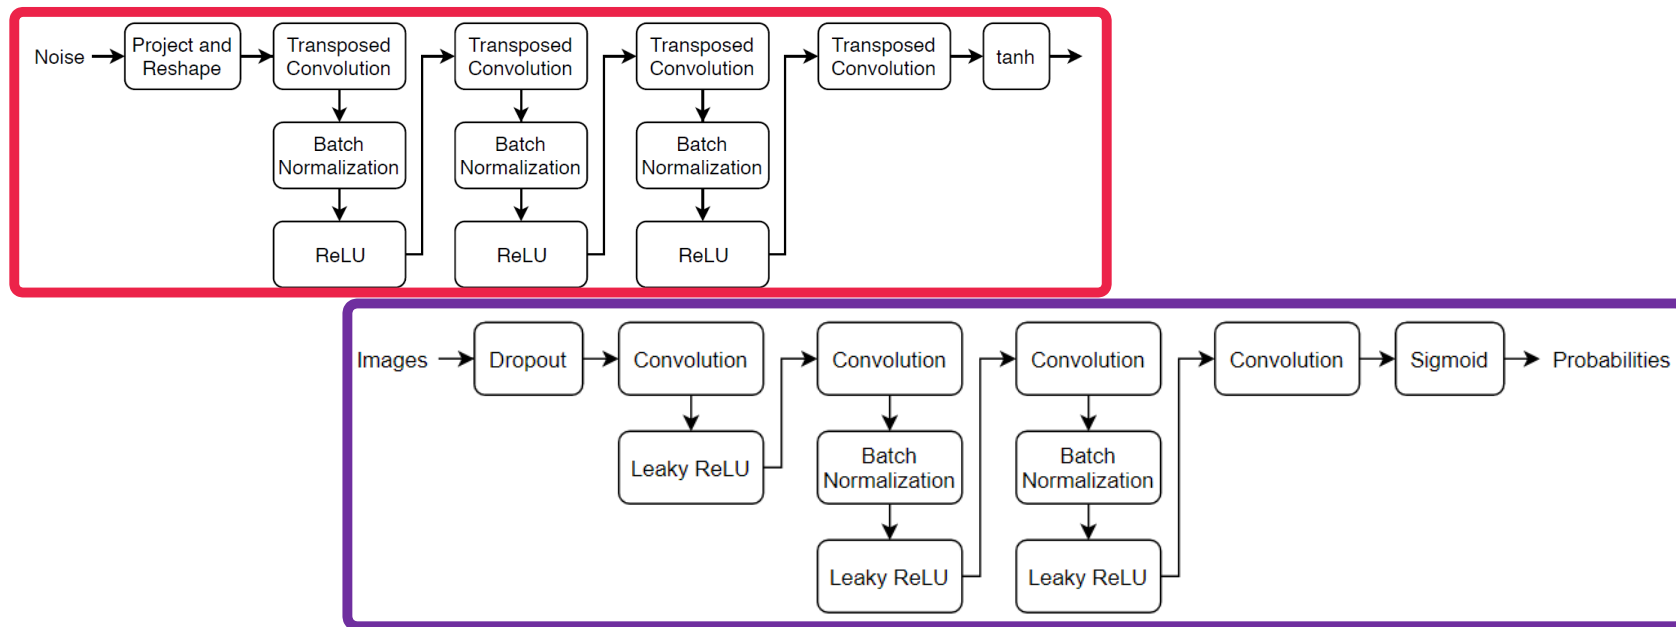 Noise
Project and
Reshape
Transposed
Convolution
Transposed
Convolution
Transposed
Convolution
Transposed
Convolution
tanh
Batch
Normalization
Batch
Normalization
Batch
Normalization
ReLU
ReLU
ReLU
Images
Dropout
Convolution
Convolution
Convolution
Convolution
Sigmoid
Probabilities
Leaky ReLU
Batch
Normalization
Batch
Normalization
Leaky ReLU
Leaky ReLU